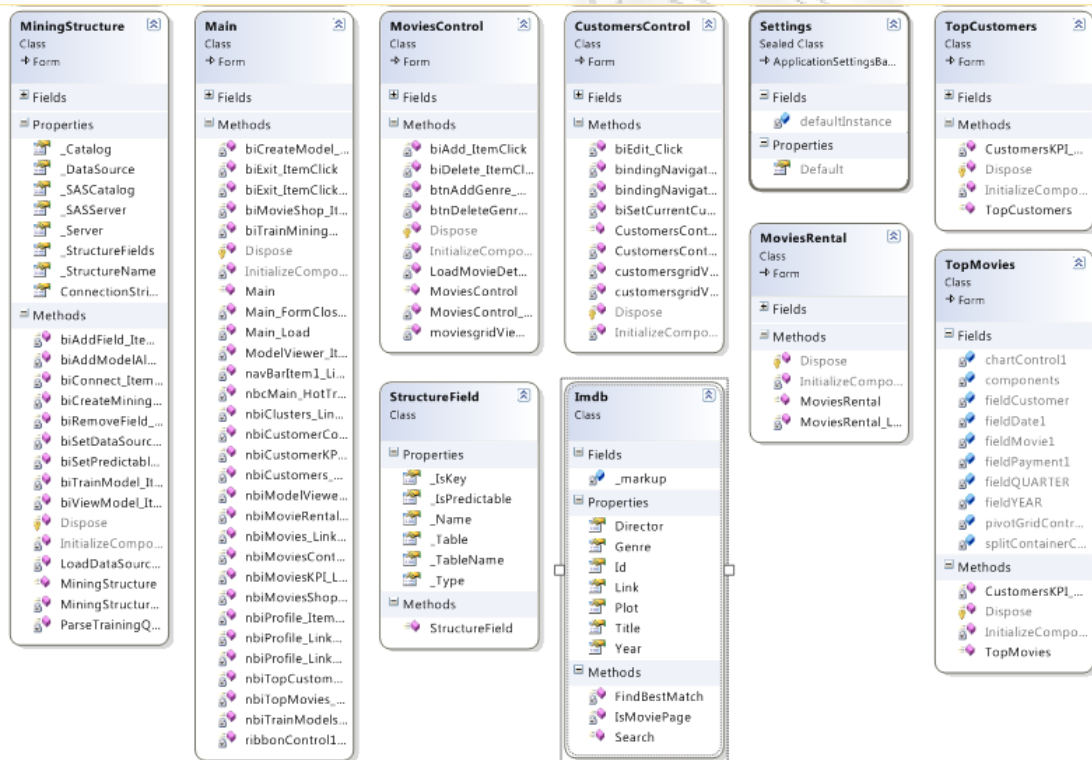 MiningStructure
Class
Form
Fields
Properties
_Catalog
_DataSource
_SASCatalog
_SASServer
_Server
_StructureFields
_StructureName
ConnectionStri...
Methods
biAddField_Ite...
biAddModelAl...
biConnect_Item...
biCreateMining...
biRemoveField_...
biSetDataSourc...
biSetPredictabl...
biTrainModel_It...
biViewModel_It...
Dispose
InitializeCompo...
LoadDataSourc...
MiningStructure
MiningStructur...
ParseTrainingQ...
Main
Class
Form
Fields
Methods
biCreateModel_...
biExit_ItemClick
biExit_ItemClick...
biMovieShop_It...
biTrainMining...
Dispose
InitializeCompo...
Main
Main_FormClos...
Main_Load
ModelViewer_It...
navBarItem1_Li...
nbcMain_HotTr...
nbiClusters_Lin...
nbiCustomerCo...
nbiCustomerKP...
nbiCustomers_...
nbiModelViewe...
nbiMovieRental...
nbiMovies_Link...
nbiMoviesCont...
nbiMoviesKPI_L...
nbiMoviesShop...
nbiProfile_Item...
nbiProfile_Link...
nbiProfile_Link...
nbiTopCustom...
nbiTopMovies_...
nbiTrainModels...
ribbonControl1...
MoviesControl
Class
Form
Fields
Methods
biAdd_ItemClick
biDelete_ItemCl...
btnAddGenre_...
btnDeleteGenr...
Dispose
InitializeCompo...
LoadMovieDet...
MoviesControl
MoviesControl_...
moviesgridVie...
StructureField
Class
Properties
_IsKey
_IsPredictable
_Name
_Table
_TableName
_Type
Methods
StructureField
CustomersControl
Class
Form
Fields
Methods
biEdit_Click
bindingNavigat...
bindingNavigat...
biSetCurrentCu...
CustomersCont...
CustomersCont...
customersgridV...
customersgridV...
Dispose
InitializeCompo...
Imdb
Class
Fields
_markup
Properties
Director
Genre
Id
Link
Plot
Title
Year
Methods
FindBestMatch
IsMoviePage
Search
Settings
Sealed Class
ApplicationSettingsBa...
Fields
defaultInstance
Properties
Default
MoviesRental
Class
Form
Fields
Methods
Dispose
InitializeCompo...
MoviesRental
MoviesRental_L...
TopCustomers
Class
Form
Fields
Methods
CustomersKPI_...
Dispose
InitializeCompo...
TopCustomers
TopMovies
Class
Form
Fields
chartControl1
components
fieldCustomer
fieldDate1
fieldMovie1
fieldPayment1
fieldQUARTER
fieldYEAR
pivotGridContr...
splitContainerC...
Methods
CustomersKPI_...
Dispose
InitializeCompo...
TopMovies